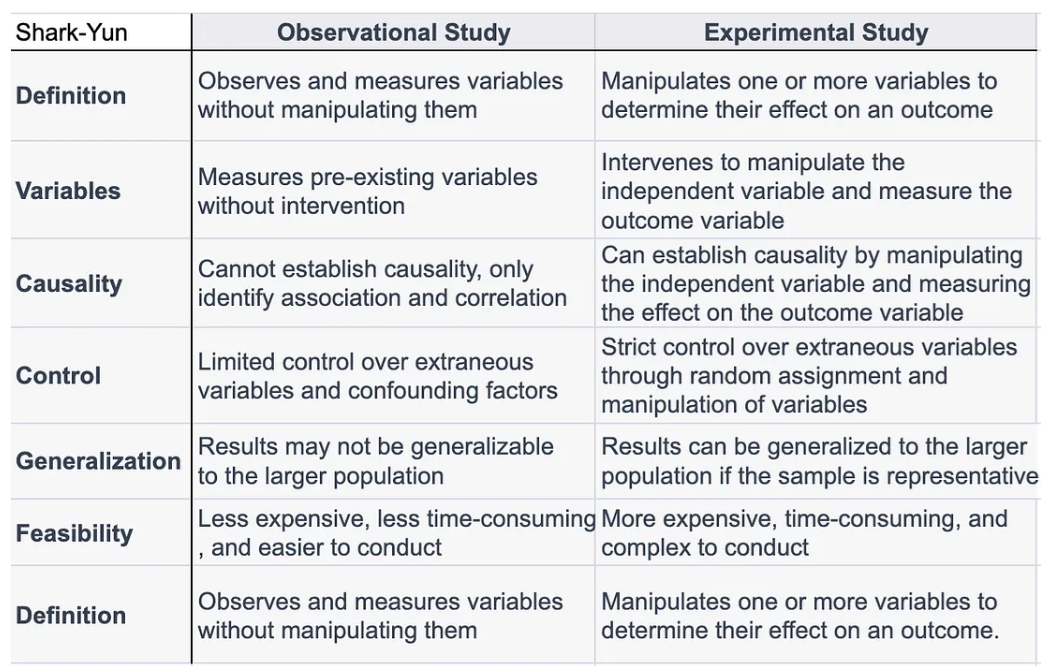 Shark-Yun Observational Study Experimental Study
Definition
Observes and measures variables
without manipulating them
Manipulates one or more variables to
determine their effect on an outcome
Variables
Measures pre-existing variables
without intervention
Intervenes to manipulate the
independent variable and measure the
outcome variable
Causality
Cannot establish causality, only
identify association and correlation
Can establish causality by manipulating
the independent variable and measuring
the effect on the outcome variable
Control
Limited control over extraneous
variables and confounding factors
Strict control over extraneous variables
through random assignment and
manipulation of variables
Generalization
Results may not be generalizable
to the larger population
Results can be generalized to the larger
population if the sample is representative
Feasibility
Less expensive, less time-consuming
, and easier to conduct
More expensive, time-consuming, and
complex to conduct
Definition
Observes and measures variables
without manipulating them
Manipulates one or more variables to
determine their effect on an outcome.